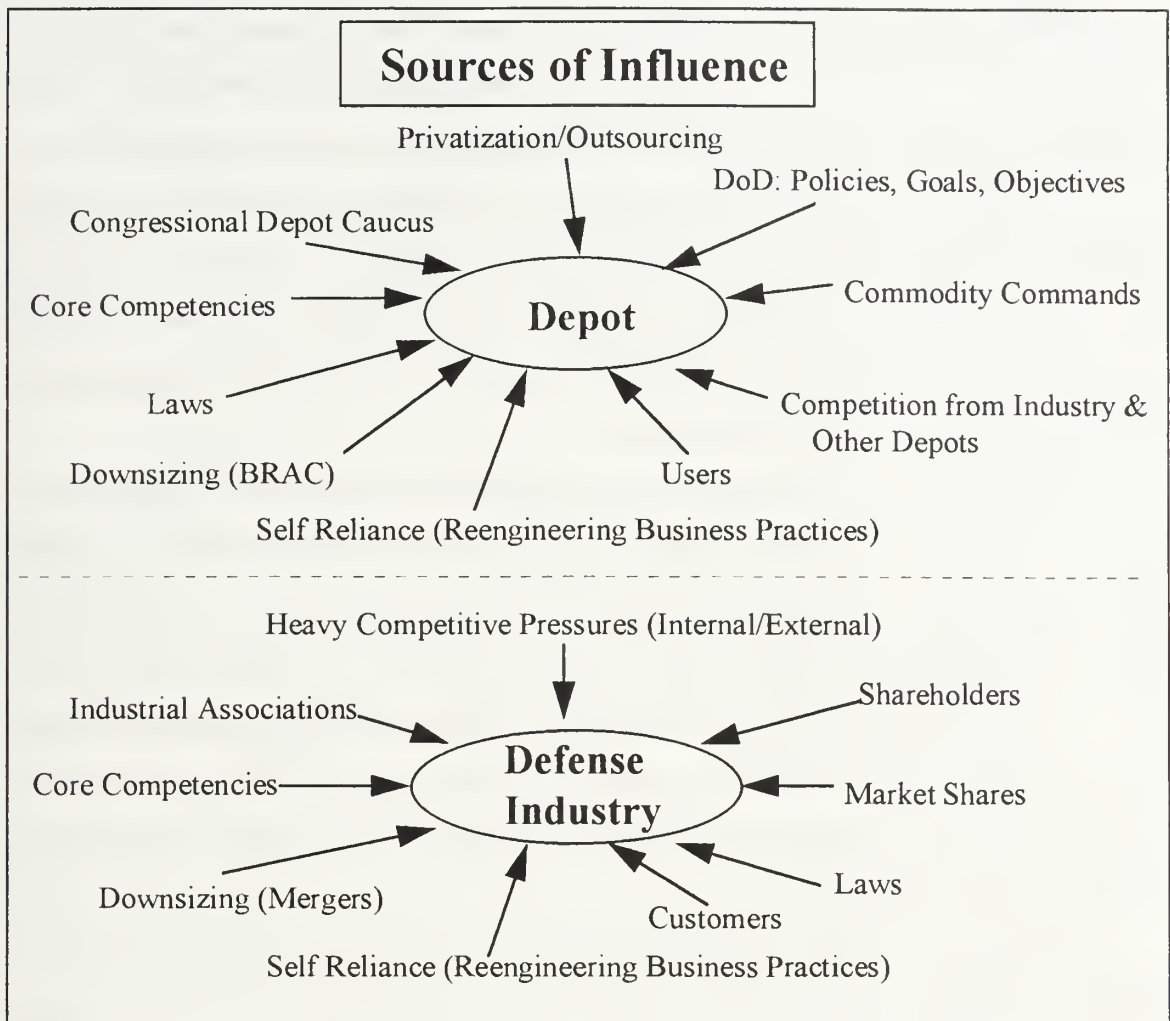 Sources of Influence
Privatization/Outsourcing
DoD: Policies, Goals, Objectives
Congressional Depot Caucus
Core Competencies
Depot
Commodity Commands
Laws
Competition from Industry &
Other Depots
Downsizing (BRAC)
Users
Self Reliance (Reengineering Business Practices)
Heavy Competitive Pressures (Internal/External)
Industrial Associations
Shareholders
Core Competencies
Defense
Industry
Market Shares
Downsizing (Mergers)
Laws
Customers
Self Reliance (Reengineering Business Practices)